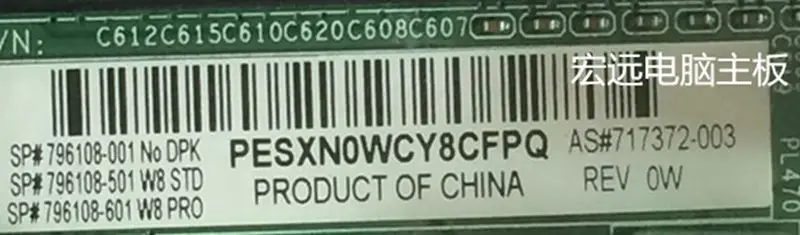 /N:
C612C615C610C620C608C607
宏远电脑主板
SP# 796108-001 No DPK
SP# 796108-501 W8 STD
SP# 796108-601 W8 PRO
PESXN0WCY8CFPQ
PRODUCT OF CHINA
AS#717372-003
REV 0W
PL470